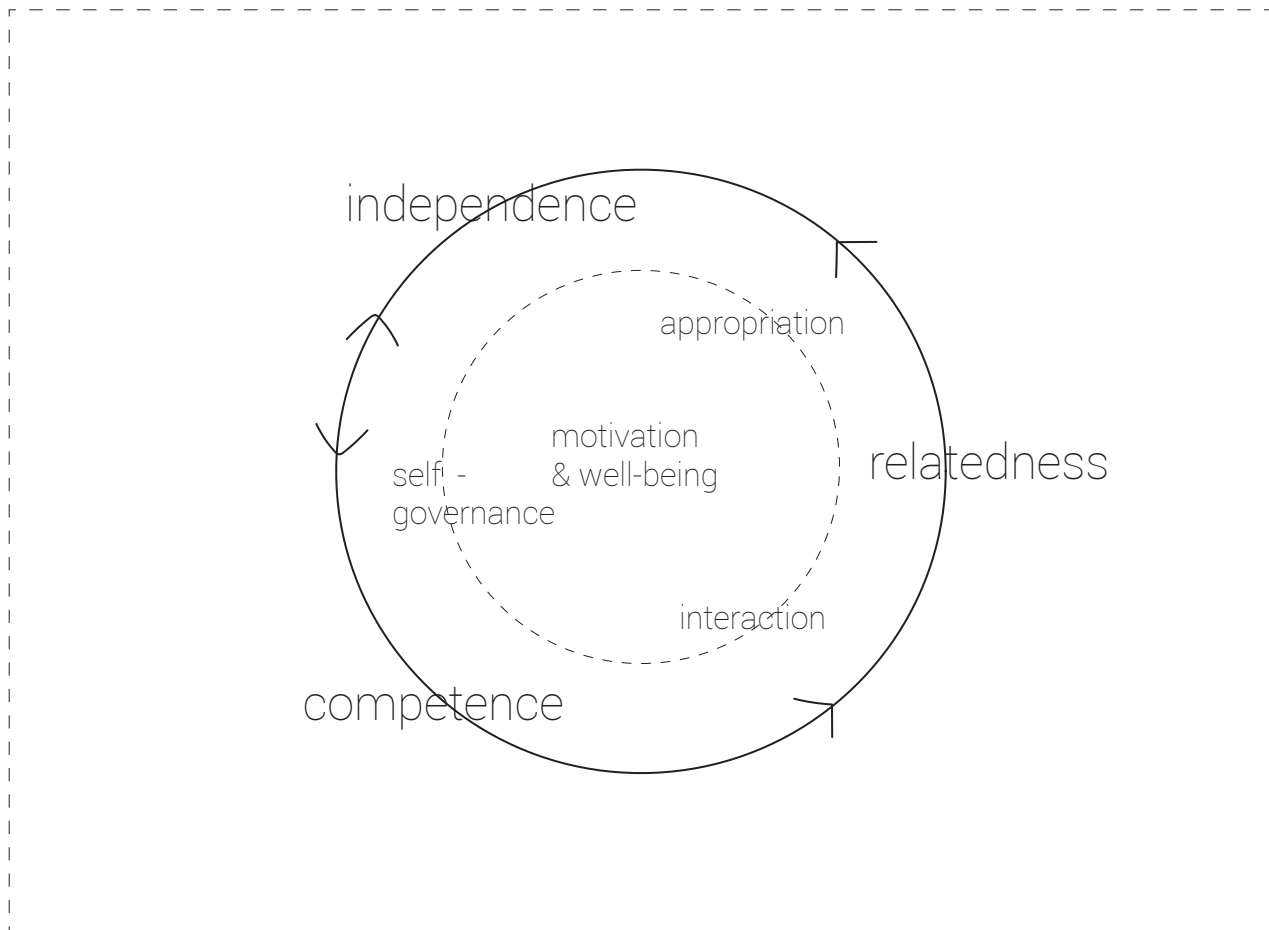 independence
appropriation
motivation
& well-being
relatedness
self -
governance
interaction
competence